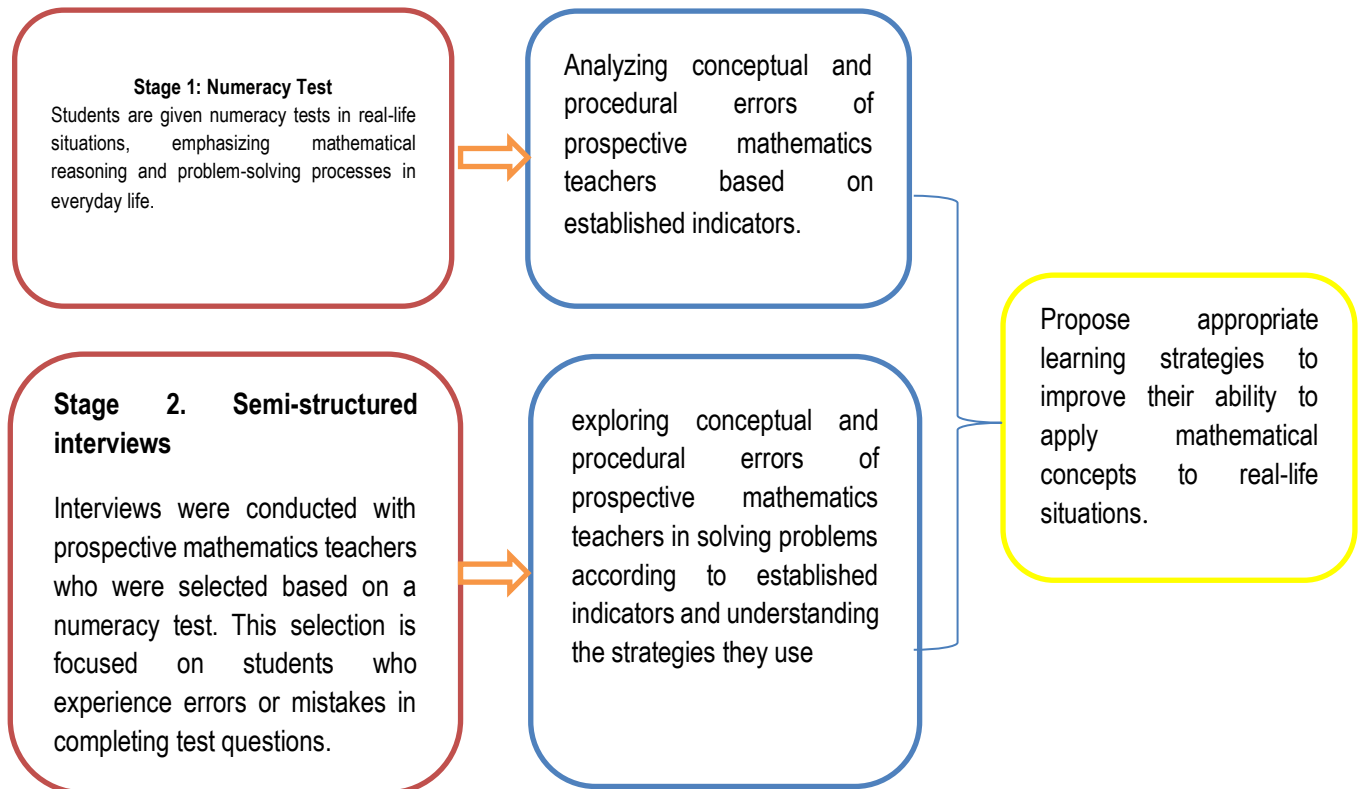 Stage 1: Numeracy Test
Students are given numeracy tests in real-life
situations, emphasizing mathematical
reasoning and problem-solving processes in
everyday life.
Analyzing conceptual and
procedural errors of
prospective mathematics
teachers based on
established indicators.
Stage 2. Semi-structured
interviews
Interviews were conducted with
prospective mathematics teachers
who were selected based on a
numeracy test. This selection is
focused on students who
experience errors or mistakes in
completing test questions.
exploring conceptual and
procedural errors of
prospective mathematics
teachers in solving problems
according to established
indicators and understanding
the strategies they use
Propose appropriate
learning strategies to
improve their ability to
apply mathematical
concepts to real-life
situations.